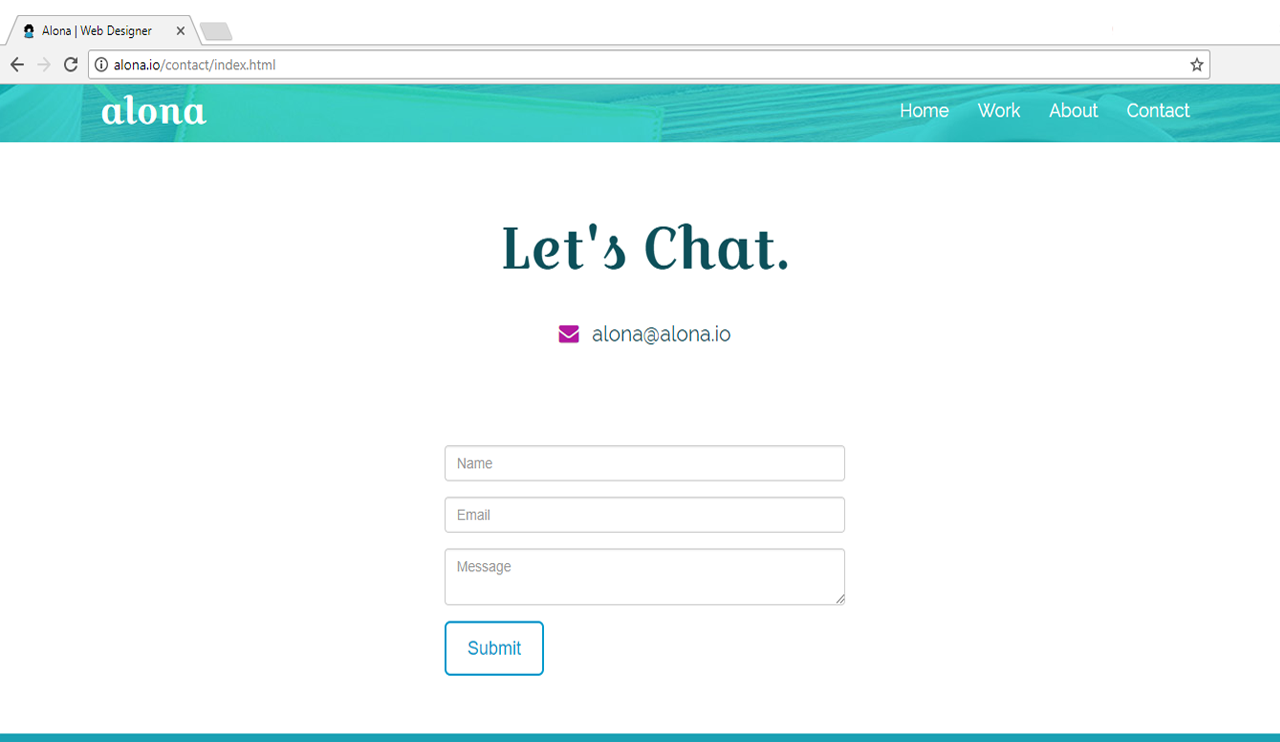 Alona | Web Designer
alona.io/contact/index.html
alona
Home Work About Contact
Let's Chat.
alona@alona.io
Name
Email
Message
Submit